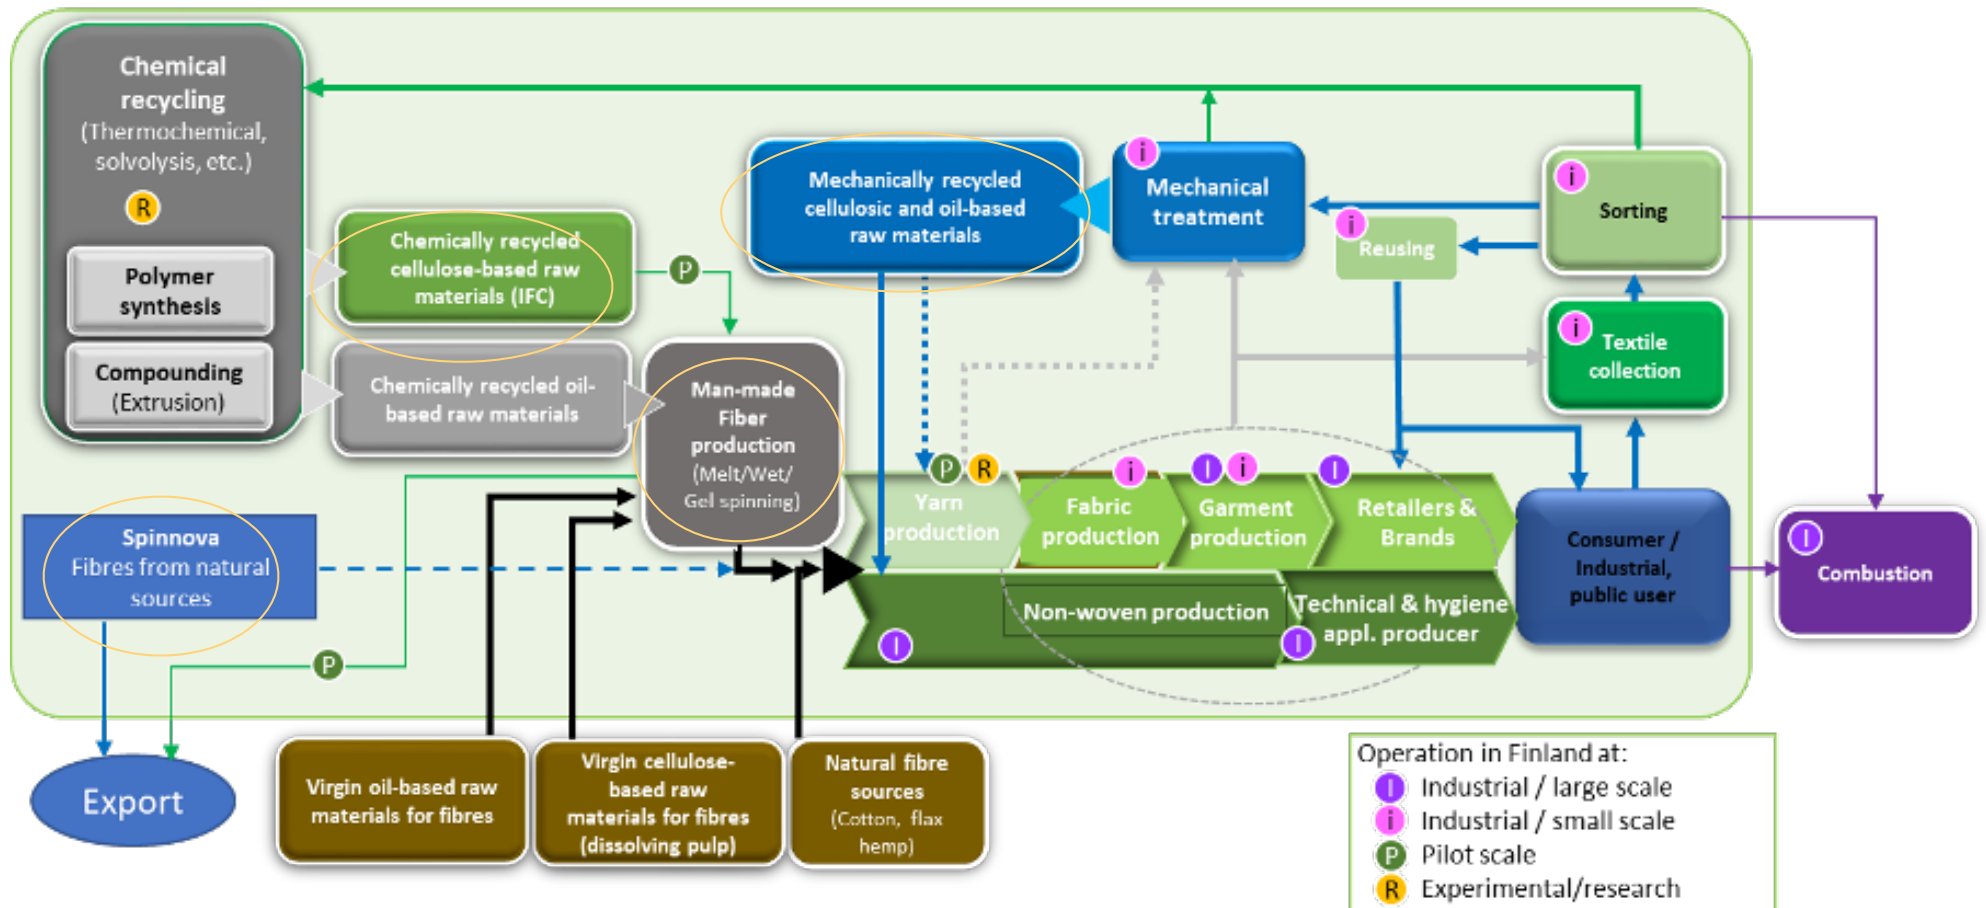 Chemical
recycling
(Thermochemical,
solvolysis, etc.)
R
Polymer
synthesis
Compounding
(Extrusion)
Chemically recycled
cellulose-based raw
materials (IFC)
P
Chemically recycled oil-
based raw materials
Man-made
Fiber
production
(Melt/Wet/
Gel spinning)
Mechanically recycled
cellulosic and oil-based
raw materials
i
Mechanical
treatment
i
Reusing
i
Sorting
i
Textile
collection
Spinnova
Fibres from natural
sources
P
Export
P
R
Yarn
production
i
Fabric
production
I
i
Garment
production
I
Retailers &
Brands
I
Non-woven production
I
Technical & hygiene
appl. producer
Consumer /
Industrial,
public user
I
Combustion
Virgin oil-based raw
materials for fibres
Virgin cellulose-
based raw
materials for fibres
(dissolving pulp)
Natural fibre
sources
(Cotton, flax
hemp)
Operation in Finland at:
I Industrial / large scale
i Industrial / small scale
P Pilot scale
R Experimental/research